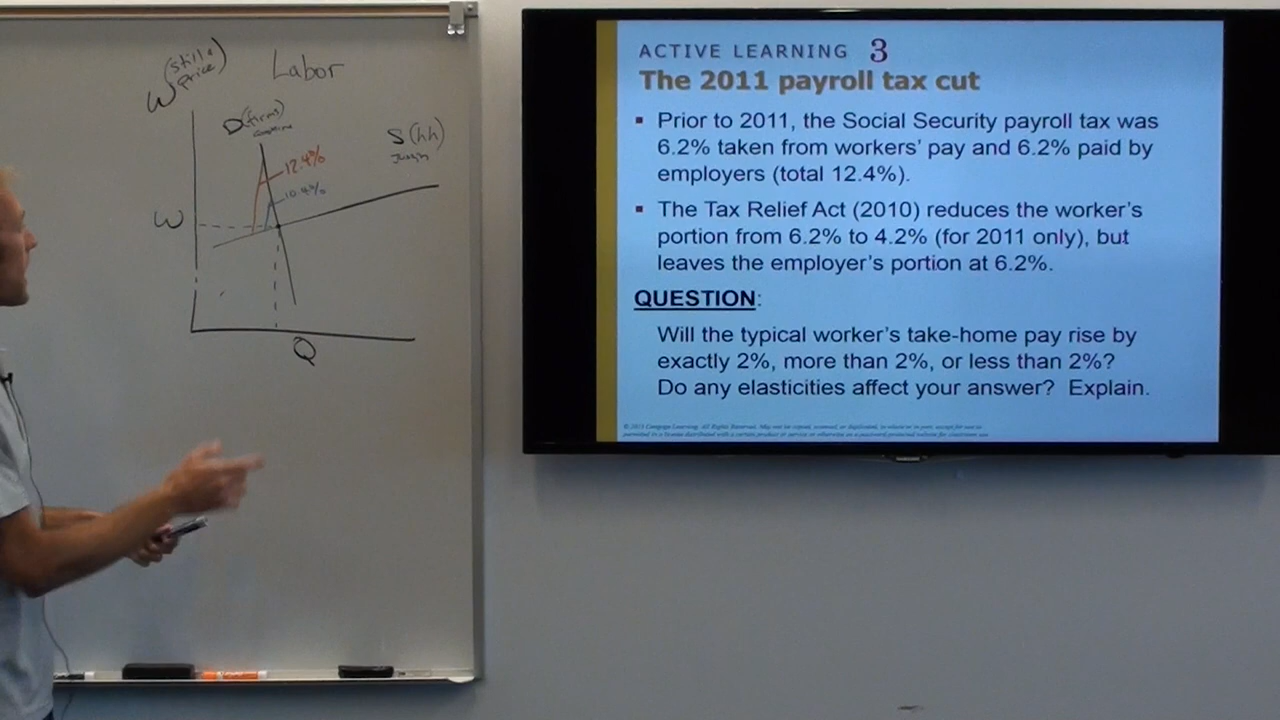 (still a
Price)
W
Labor
D(firms)
S(hh)
12.4%
10.4%
W
Q
ACTIVE LEARNING 3
The 2011 payroll tax cut
▪ Prior to 2011, the Social Security payroll tax was
6.2% taken from workers' pay and 6.2% paid by
employers (total 12.4%).
▪ The Tax Relief Act (2010) reduces the worker's
portion from 6.2% to 4.2% (for 2011 only), but
leaves the employer's portion at 6.2%.
QUESTION:
Will the typical worker's take-home pay rise by
exactly 2%, more than 2%, or less than 2%?
Do any elasticities affect your answer? Explain.